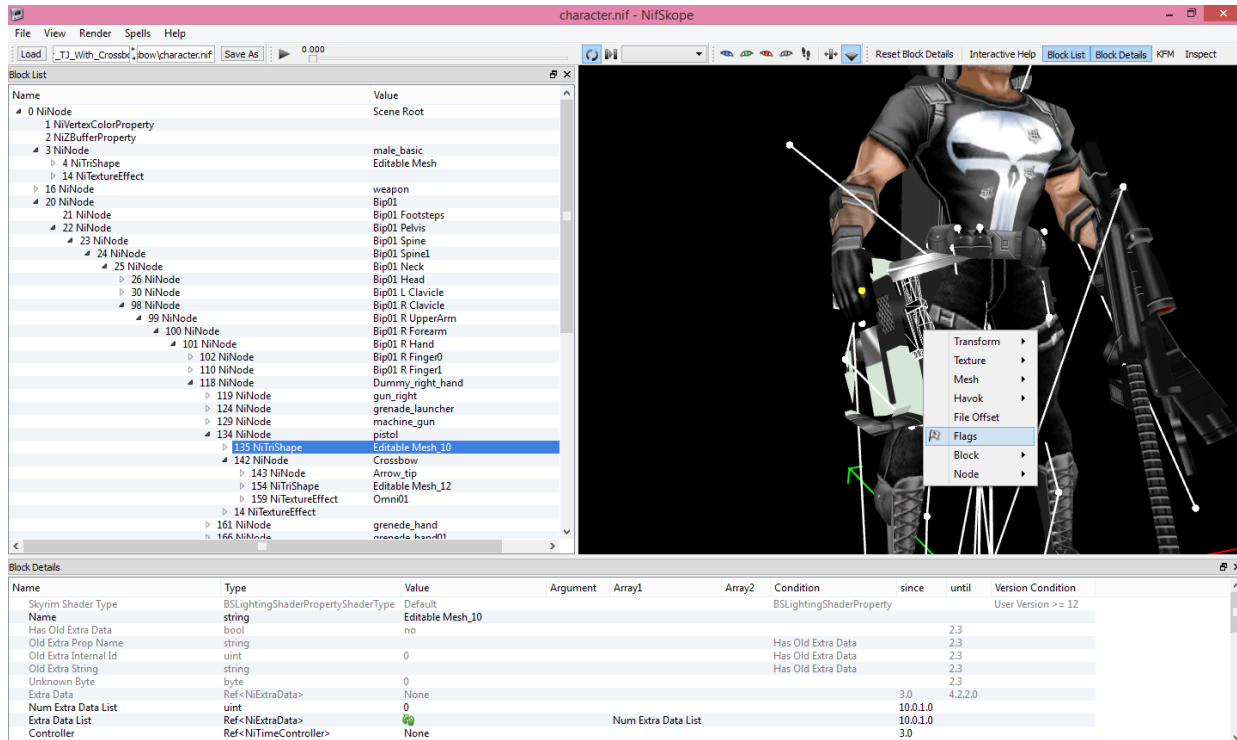 character.nif - NifSkope
File View Render Spells Help
Load _TJ_With_Crossbo bow\character.nif Save As 0.000 Reset Block Details Interactive Help Block List Block Details KFM Inspect
Block List
Name Value
0 NiNode Scene Root
1 NiVertexColorProperty
2 NiZBufferProperty
3 NiNode male_basic
4 NiTriShape Editable Mesh
14 NiTextureEffect
16 NiNode weapon
20 NiNode Bip01
21 NiNode Bip01 Footsteps
22 NiNode Bip01 Pelvis
23 NiNode Bip01 Spine
24 NiNode Bip01 Spine1
25 NiNode Bip01 Neck
26 NiNode Bip01 Head
30 NiNode Bip01 L Clavicle
98 NiNode Bip01 R Clavicle
99 NiNode Bip01 R UpperArm
100 NiNode Bip01 R Forearm
101 NiNode Bip01 R Hand
102 NiNode Bip01 R Finger0
110 NiNode Bip01 R Finger1
118 NiNode Dummy_right_hand
119 NiNode gun_right
124 NiNode grenade_launcher
129 NiNode machine_gun
134 NiNode pistol
135 NiTriShape Editable Mesh_10
142 NiNode Crossbow
143 NiNode Arrow_tip
154 NiTriShape Editable Mesh_12
159 NiTextureEffect Omni01
14 NiTextureEffect
161 NiNode grenede_hand
166 NiNode grenade_hand01
Transform
Texture
Mesh
Havok
File Offset
Flags
Block
Node
Block Details
Name Type Value Argument Array1 Array2 Condition since until Version Condition
Skyrim Shader Type BSLightingShaderPropertyShaderType Default BSLightingShaderProperty User Version >= 12
Name string Editable Mesh_10
Has Old Extra Data bool no 2.3
Old Extra Prop Name string Has Old Extra Data 2.3
Old Extra Internal Id uint 0 Has Old Extra Data 2.3
Old Extra String string Has Old Extra Data 2.3
Unknown Byte byte 0 2.3
Extra Data Ref<NiExtraData> None 3.0 4.2.2.0
Num Extra Data List uint 0 10.0.1.0
Extra Data List Ref<NiExtraData> Num Extra Data List 10.0.1.0
Controller Ref<NiTimeController> None 3.0